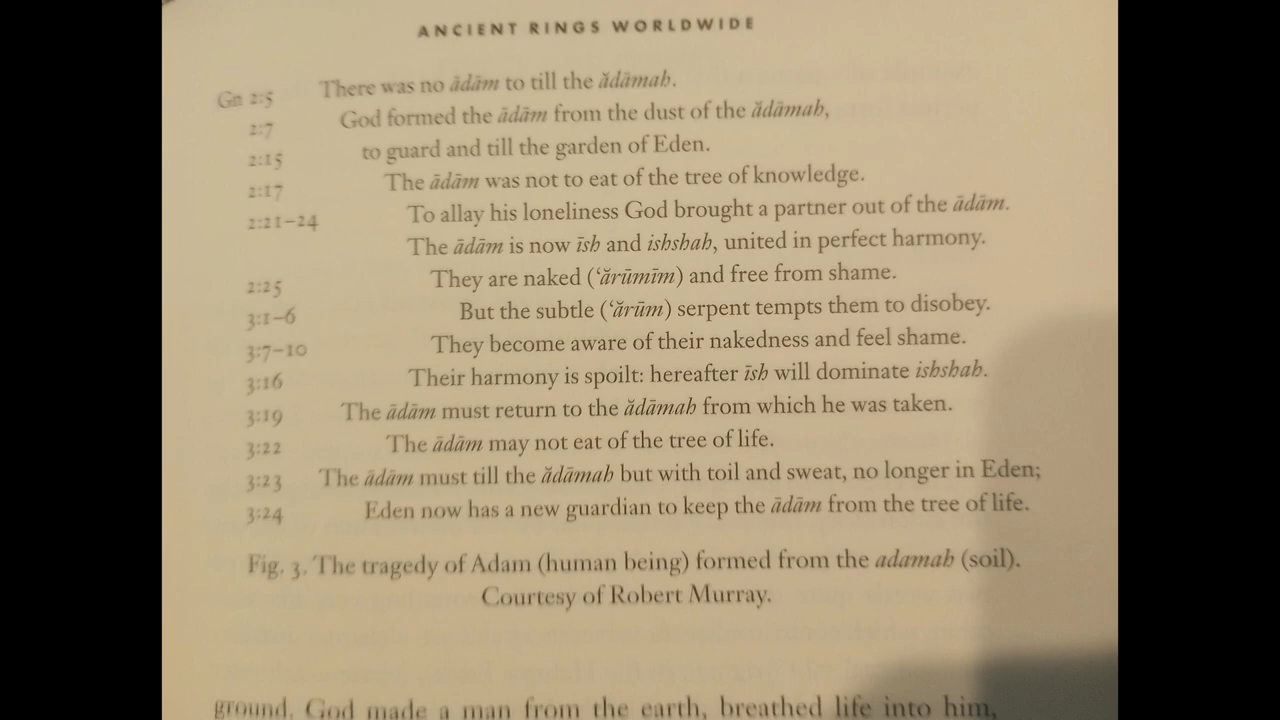 ANCIENT RINGS WORLDWIDE
Gn 2:5 There was no ādām to till the ădāmah.
2:7 God formed the ādām from the dust of the ădāmah,
2:15 to guard and till the garden of Eden.
2:17 The ādām was not to eat of the tree of knowledge.
2:21–24 To allay his loneliness God brought a partner out of the ādām.
The ādām is now īsh and ishshah, united in perfect harmony.
2:25 They are naked (‘ărūmīm) and free from shame.
3:1–6 But the subtle (‘ărūm) serpent tempts them to disobey.
3:7–10 They become aware of their nakedness and feel shame.
3:16 Their harmony is spoilt: hereafter īsh will dominate ishshah.
3:19 The ādām must return to the ădāmah from which he was taken.
3:22 The ādām may not eat of the tree of life.
3:23 The ādām must till the ădāmah but with toil and sweat, no longer in Eden;
3:24 Eden now has a new guardian to keep the ādām from the tree of life.
Fig. 3. The tragedy of Adam (human being) formed from the adamah (soil).
Courtesy of Robert Murray.
ground. God made a man from the earth, breathed life into him,